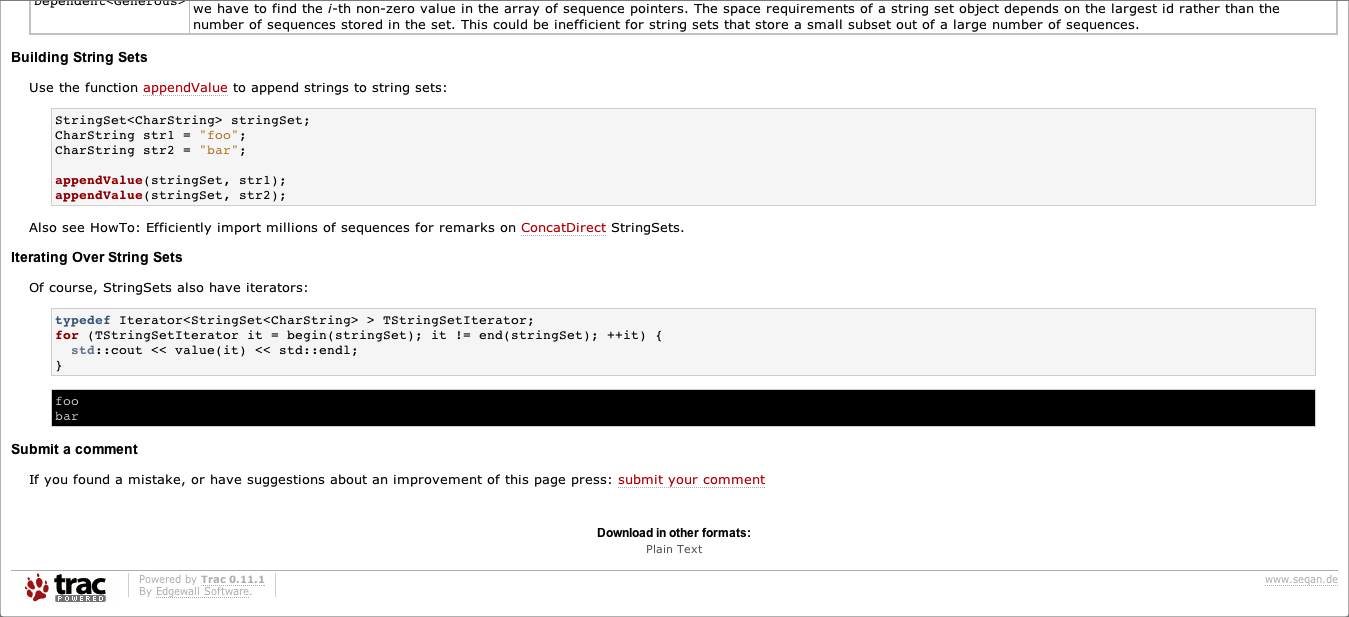 Dependent<Generous>
we have to find the i-th non-zero value in the array of sequence pointers. The space requirements of a string set object depends on the largest id rather than the
number of sequences stored in the set. This could be inefficient for string sets that store a small subset out of a large number of sequences.
Building String Sets
Use the function appendValue to append strings to string sets:
StringSet<CharString> stringSet;
CharString str1 = "foo";
CharString str2 = "bar";
appendValue(stringSet, str1);
appendValue(stringSet, str2);
Also see HowTo: Efficiently import millions of sequences for remarks on ConcatDirect StringSets.
Iterating Over String Sets
Of course, StringSets also have iterators:
typedef Iterator<StringSet<CharString> > TStringSetIterator;
for (TStringSetIterator it = begin(stringSet); it != end(stringSet); ++it) {
  std::cout << value(it) << std::endl;
}
foo
bar
Submit a comment
If you found a mistake, or have suggestions about an improvement of this page press: submit your comment
Download in other formats:
Plain Text
trac
POWERED
Powered by Trac 0.11.1
By Edgewall Software.
www.seqan.de